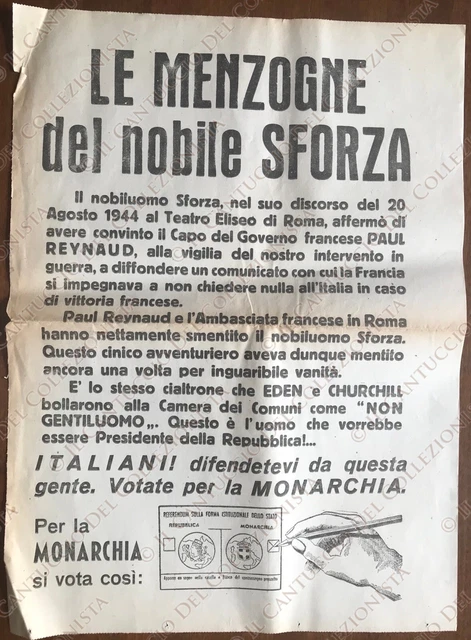 LE MENZOGNE
del nobile SFORZA
Il nobiluomo Sforza, nel suo discorso del 20
Agosto 1944 al Teatro Eliseo di Roma, affermò di
avere convinto il Capo del Governo francese PAUL
REYNAUD, alla vigilia del nostro intervento in
guerra, a diffondere un comunicato con cui la Francia
si impegnava a non chiedere nulla all'Italia in caso
di vittoria francese.
Paul Reynaud e l'Ambasciata francese in Roma
hanno nettamente smentito il nobiluomo Sforza.
Questo cinico avventuriero aveva dunque mentito
ancora una volta per inguaribile vanità.
E' lo stesso cialtrone che EDEN e CHURCHILL
bollarono alla Camera dei Comuni come "NON
GENTILUOMO„. Questo è l'uomo che vorrebbe
essere Presidente della Repubblica!...
ITALIANI! difendetevi da questa
gente. Votate per la MONARCHIA.
Per la
MONARCHIA
si vota così:
REFERENDUM SULLA FORMA ISTITUZIONALE DELLO STATO
REPUBBLICA MONARCHIA
© IL CANTUCCIO DEL COLLEZIONISTA